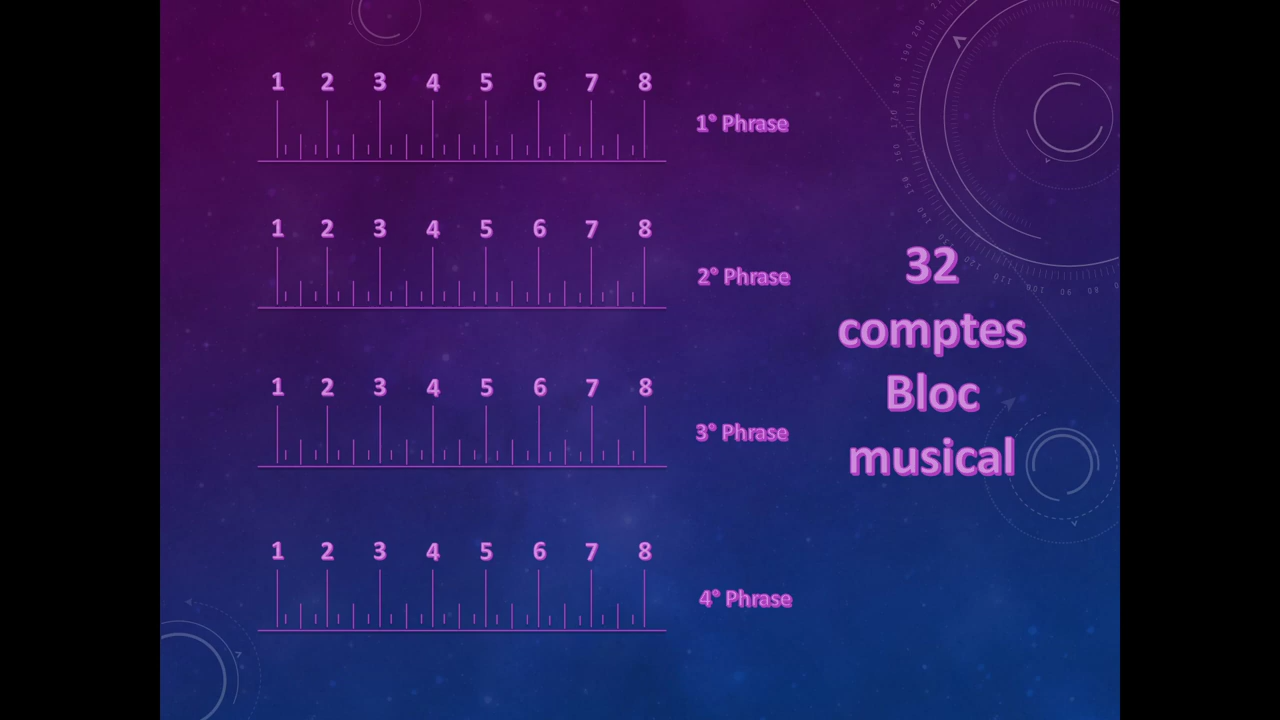 1 2 3 4 5 6 7 8
1° Phrase
1 2 3 4 5 6 7 8
2° Phrase
1 2 3 4 5 6 7 8
3° Phrase
1 2 3 4 5 6 7 8
4° Phrase
32
comptes
Bloc
musical